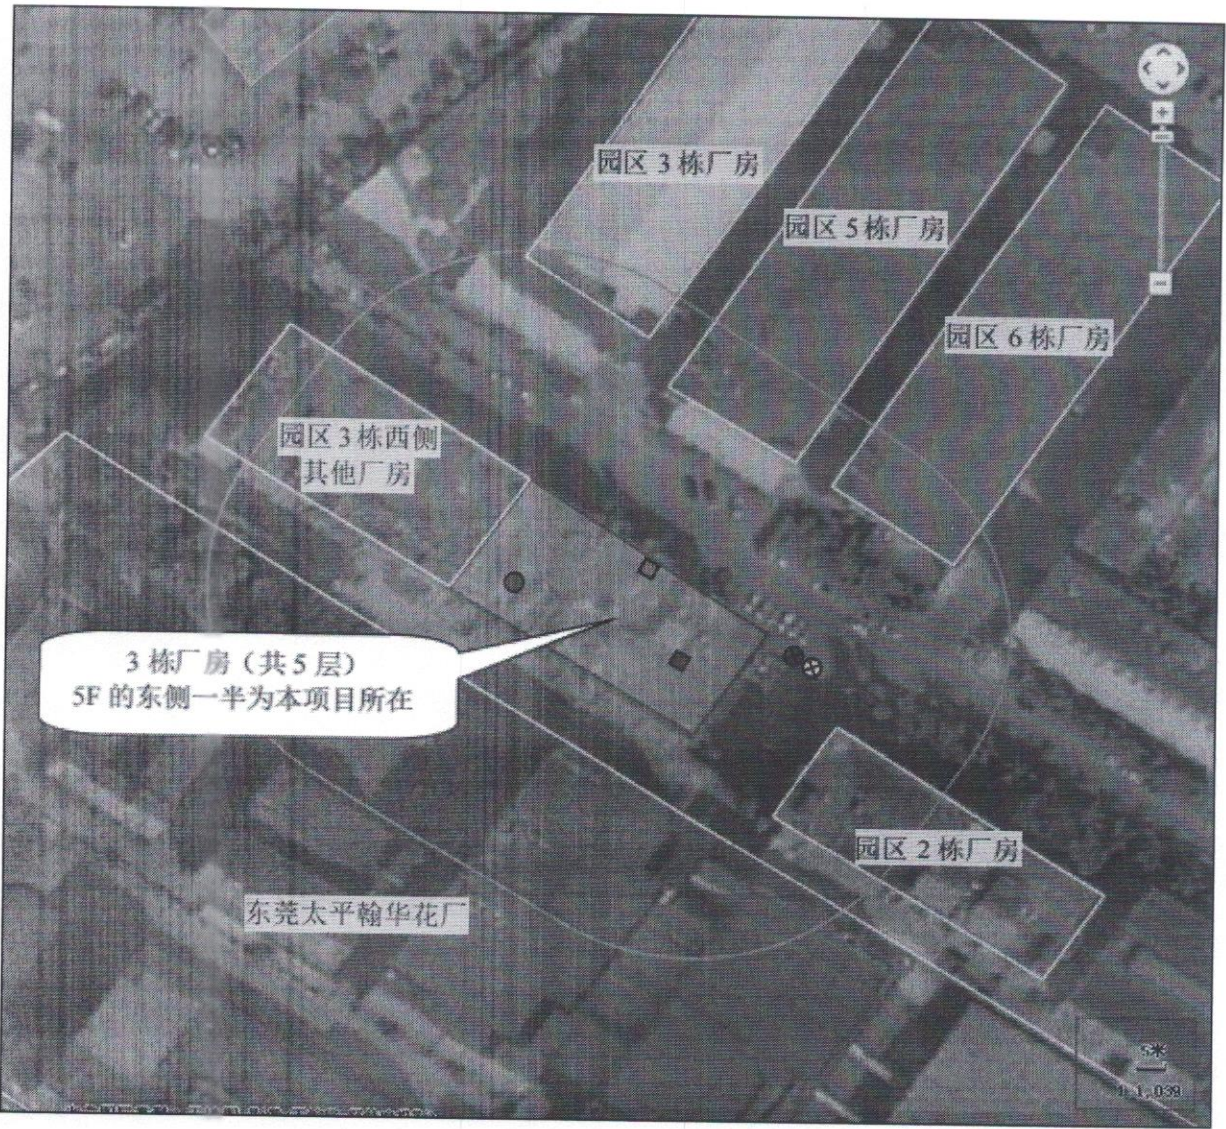 园区 3 栋厂房
园区 5 栋厂房
园区 6 栋厂房
园区 3 栋西侧
其他厂房
3 栋厂房（共 5 层）
5F 的东侧一半为本项目所在
园区 2 栋厂房
东莞太平翰华花厂